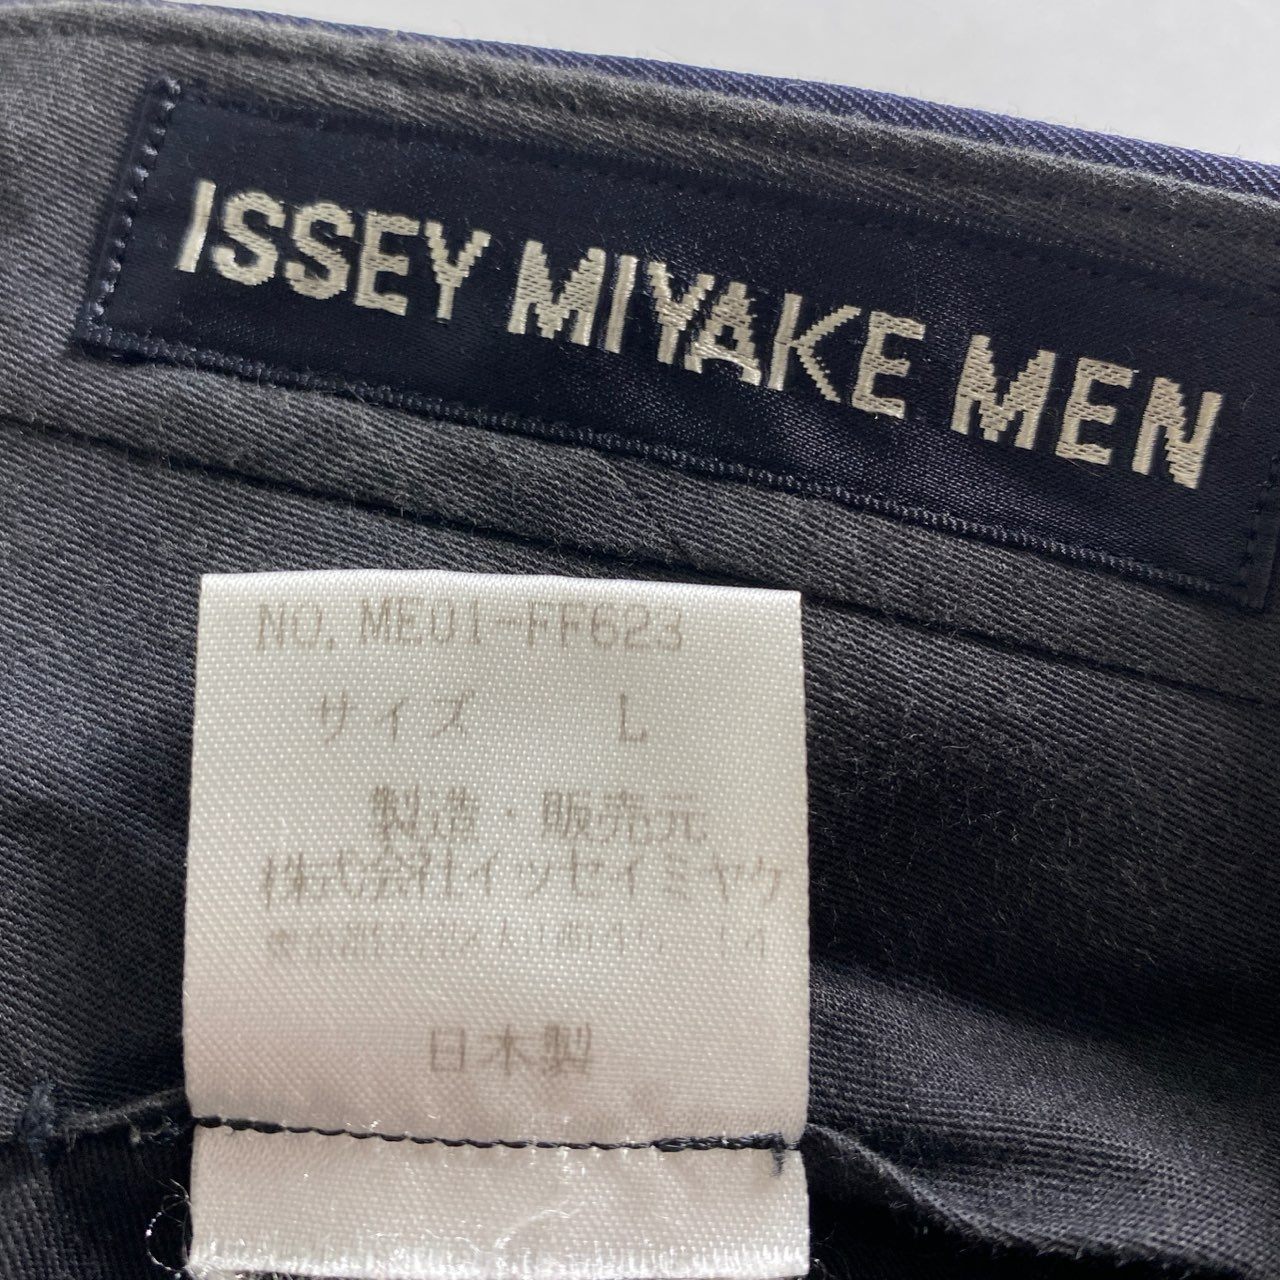 ISSEY MIYAKE MEN
NO. ME01-FF623
サイズ L
製造・販売元
株式会社イッセイミヤケ
日本製